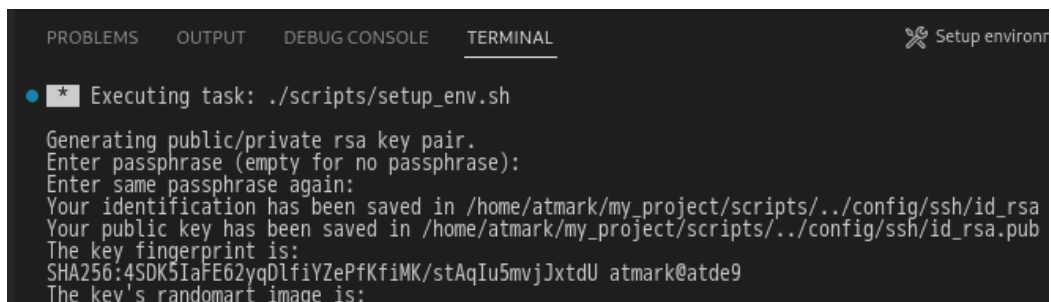 PROBLEMS OUTPUT DEBUG CONSOLE TERMINAL Setup environm
* Executing task: ./scripts/setup_env.sh
Generating public/private rsa key pair.
Enter passphrase (empty for no passphrase):
Enter same passphrase again:
Your identification has been saved in /home/atmark/my_project/scripts/../config/ssh/id_rsa
Your public key has been saved in /home/atmark/my_project/scripts/../config/ssh/id_rsa.pub
The key fingerprint is:
SHA256:4SDK5IaFE62yqDlfiYZePfKfiMK/stAqIu5mvjJxtdU atmark@atde9
The key's randomart image is: